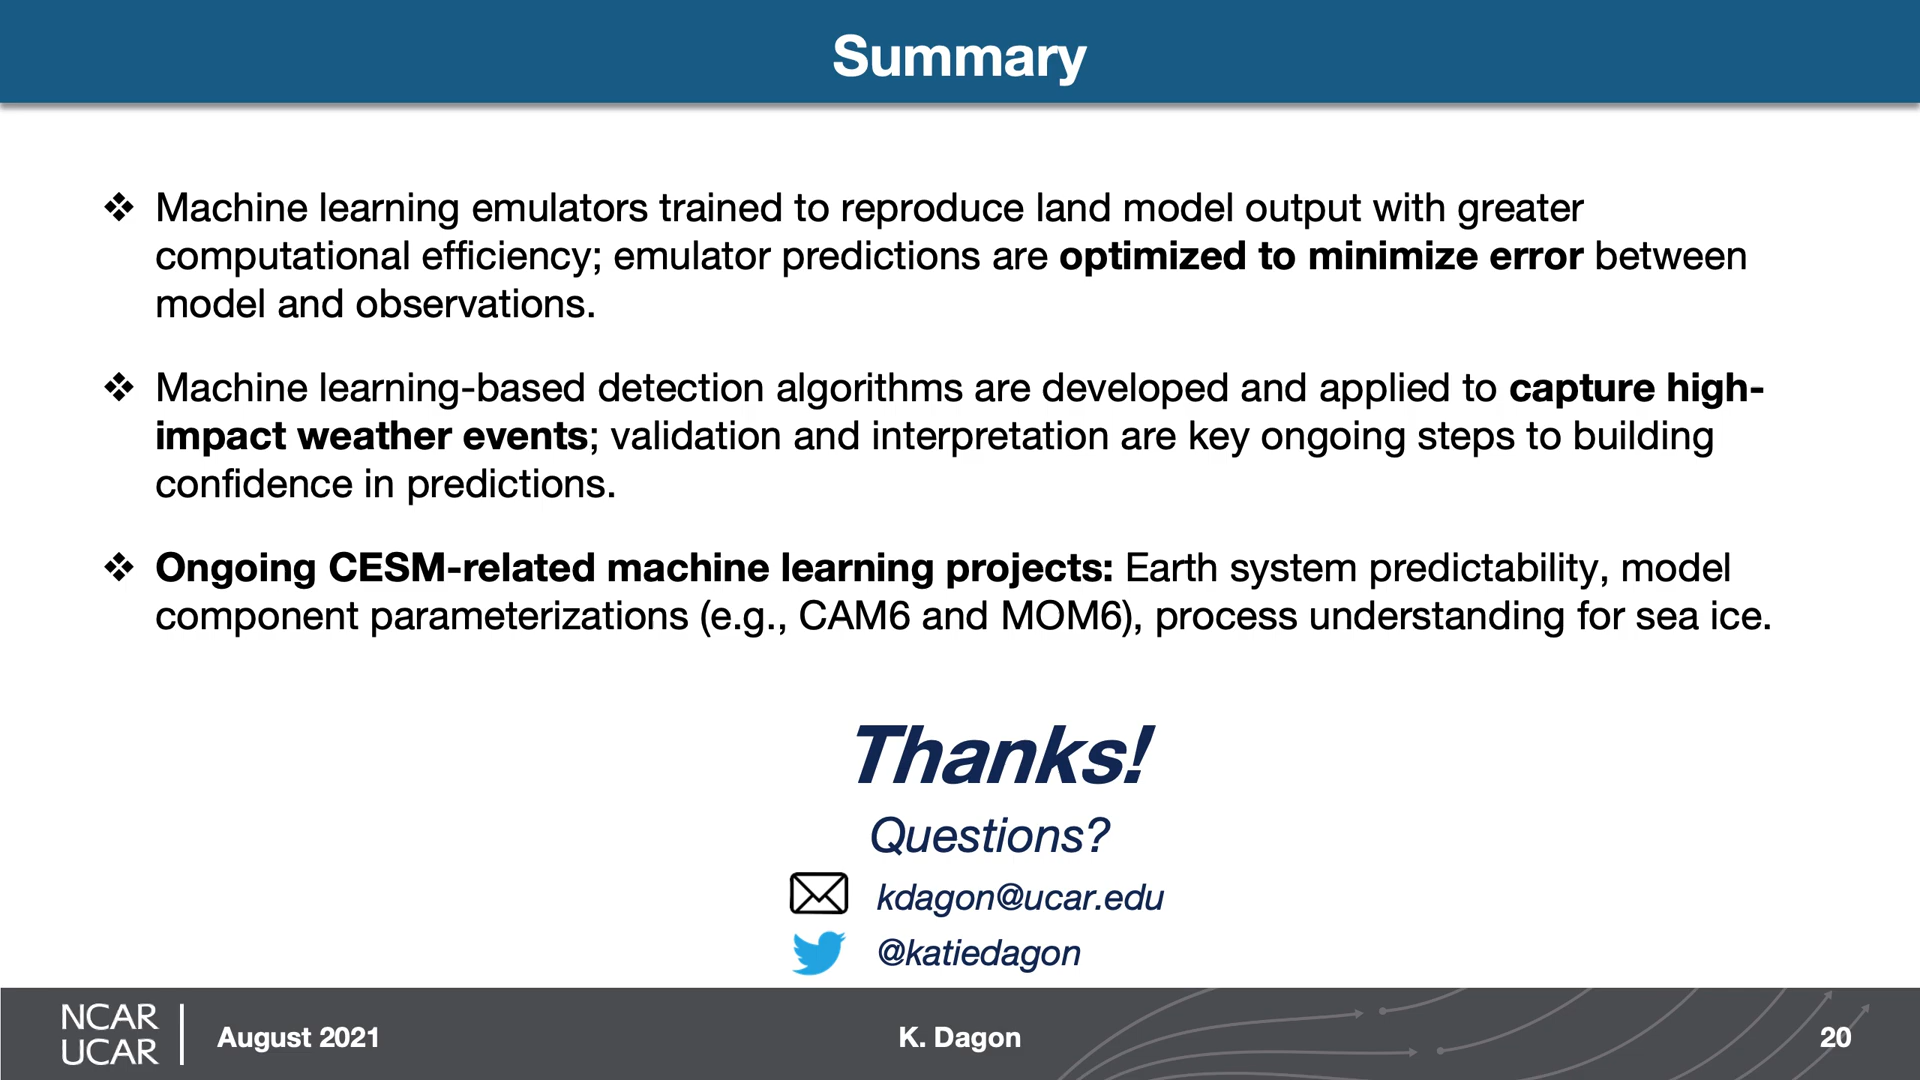 Summary
❖ Machine learning emulators trained to reproduce land model output with greater
computational efficiency; emulator predictions are optimized to minimize error between
model and observations.
❖ Machine learning-based detection algorithms are developed and applied to capture high-
impact weather events; validation and interpretation are key ongoing steps to building
confidence in predictions.
❖ Ongoing CESM-related machine learning projects: Earth system predictability, model
component parameterizations (e.g., CAM6 and MOM6), process understanding for sea ice.
Thanks!
Questions?
kdagon@ucar.edu
@katiedagon
NCAR
UCAR
August 2021
K. Dagon
20